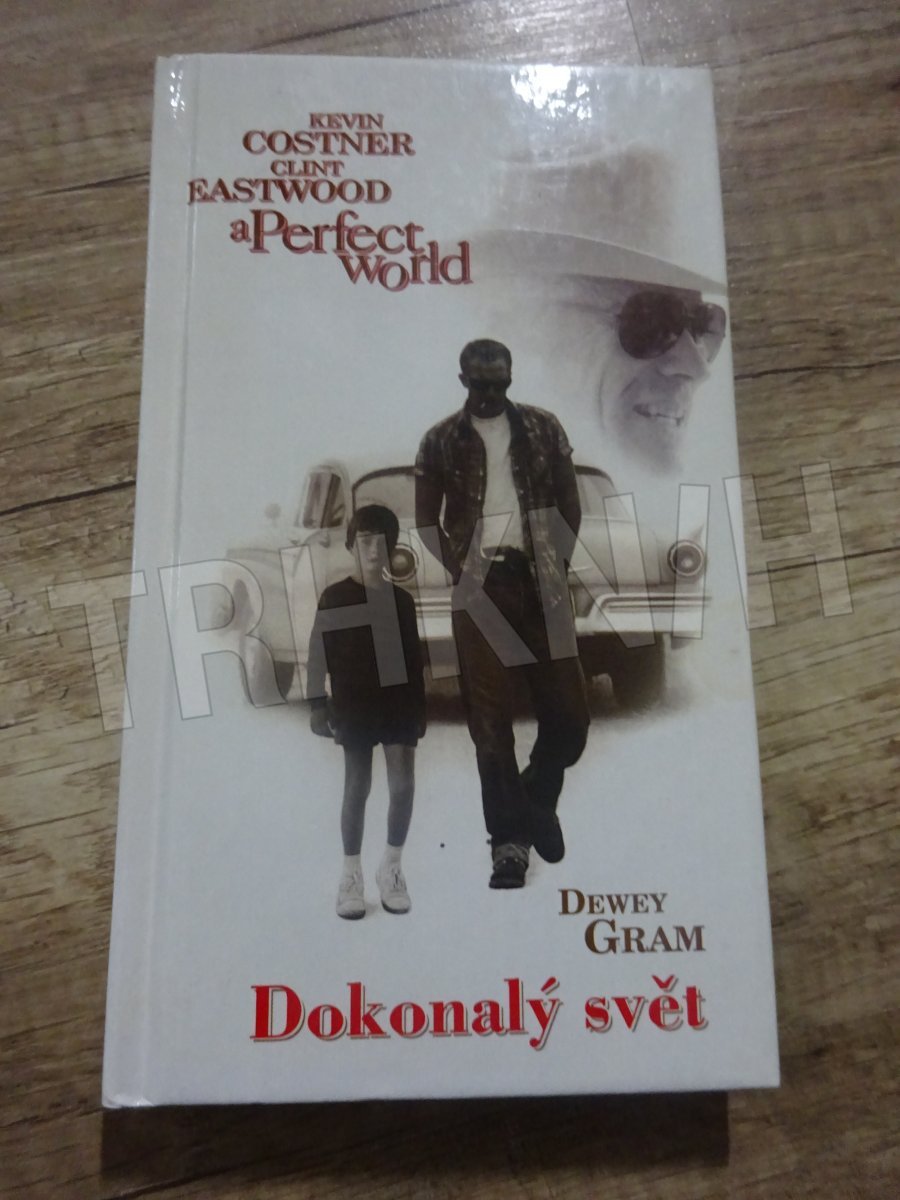 KEVIN
COSTNER
CLINT
EASTWOOD
a Perfect
World
TRHKNIH
DEWEY
GRAM
Dokonalý svět